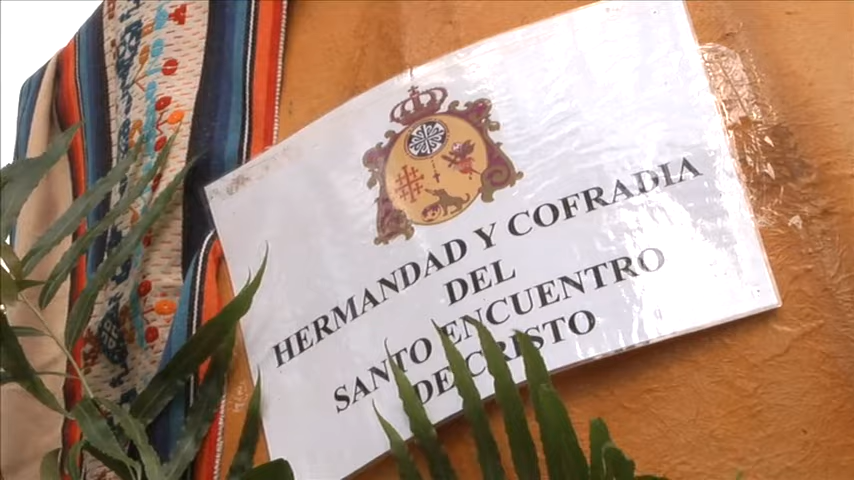 HERMANDAD Y COFRADIA
DEL
SANTO ENCUENTRO
DE CRISTO